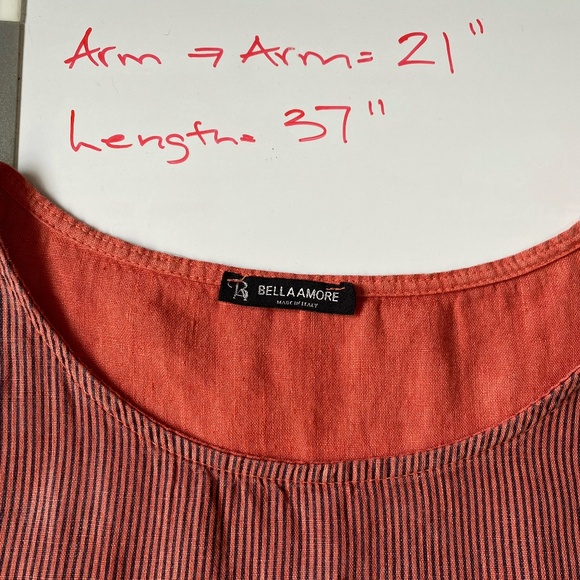 Arm → Arm = 21"
Length = 37"
BELLA AMORE
MADE IN ITALY